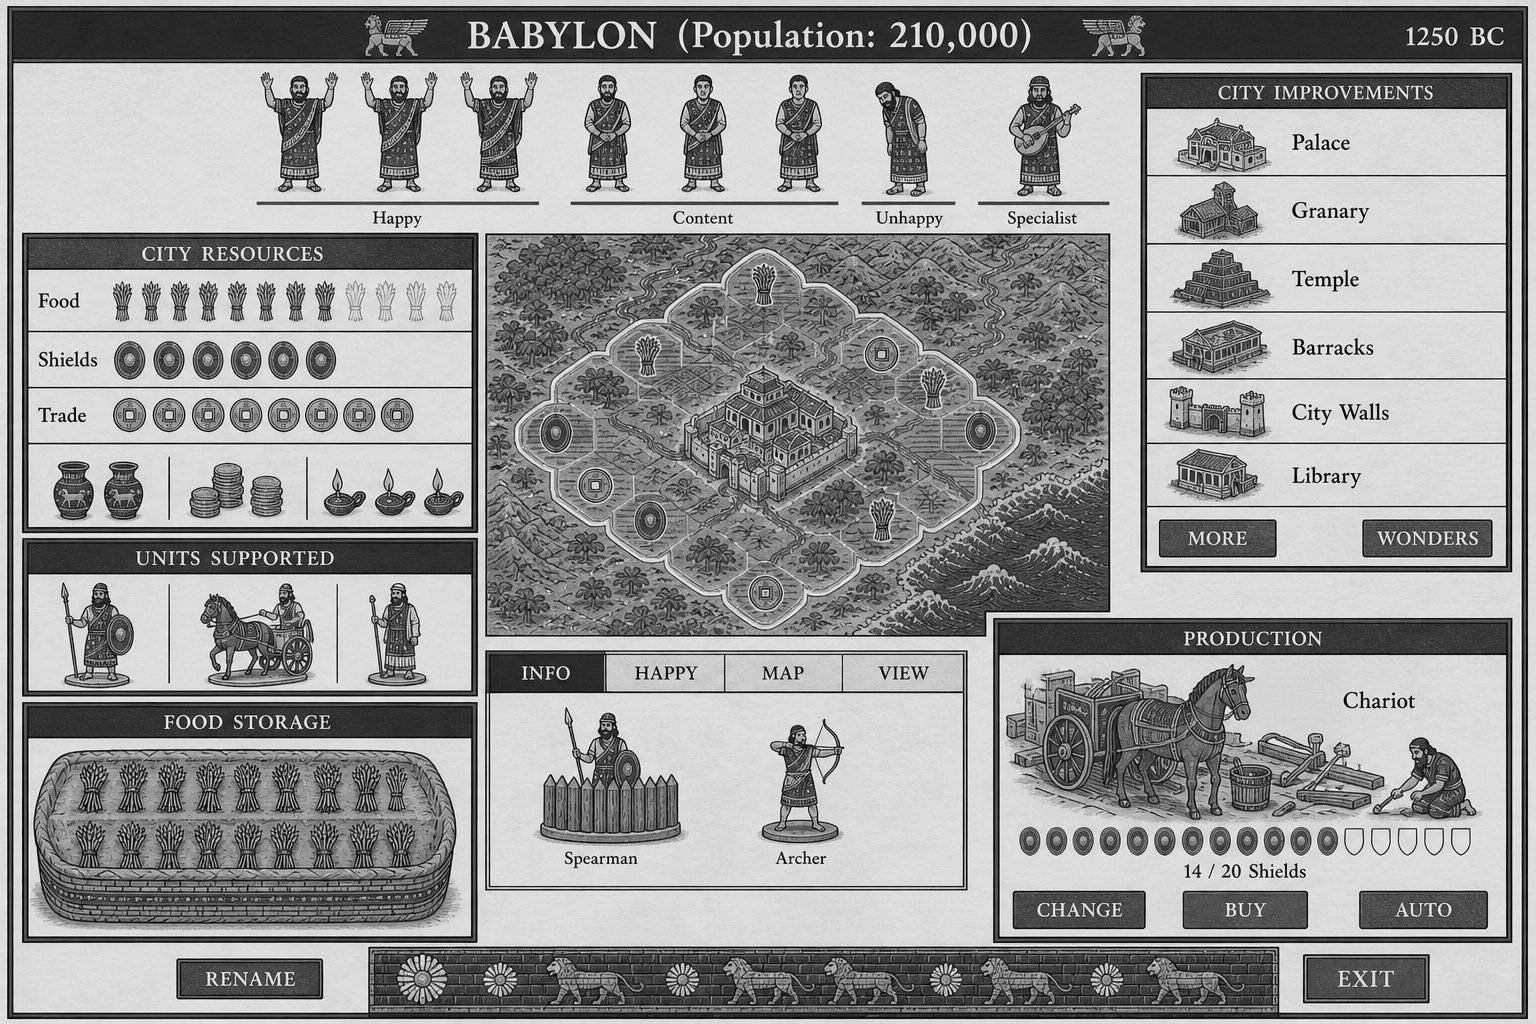 BABYLON (Population: 210,000)
1250 BC
Happy
Content
Unhappy
Specialist
CITY IMPROVEMENTS
Palace
Granary
Temple
Barracks
City Walls
Library
MORE
WONDERS
CITY RESOURCES
Food
Shields
Trade
UNITS SUPPORTED
FOOD STORAGE
INFO
HAPPY
MAP
VIEW
Spearman
Archer
PRODUCTION
Chariot
14 / 20 Shields
CHANGE
BUY
AUTO
RENAME
EXIT